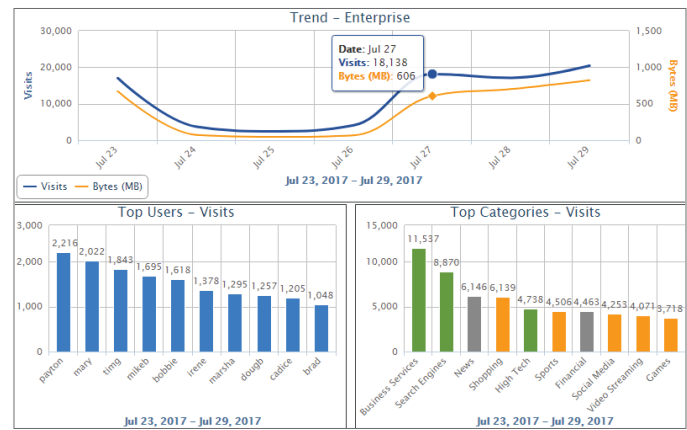 Trend – Enterprise
30,000
20,000
10,000
0
Visits
1,500
1,000
500
0
Bytes (MB)
Date: Jul 27
Visits: 18,138
Bytes (MB): 606
Jul 23
Jul 24
Jul 25
Jul 26
Jul 27
Jul 28
Jul 29
Jul 23, 2017 – Jul 29, 2017
Visits
Bytes (MB)
Top Users – Visits
3,000
2,000
1,000
0
2,216
2,022
1,843
1,695
1,618
1,378
1,295
1,257
1,205
1,048
payton
mary
timg
mikeb
bobbie
irene
marsha
dougb
cadice
brad
Jul 23, 2017 – Jul 29, 2017
Top Categories – Visits
15,000
10,000
5,000
0
11,537
8,870
6,146
6,139
4,738
4,506
4,463
4,253
4,071
3,718
Business Services
Search Engines
News
Shopping
High Tech
Sports
Financial
Social Media
Video Streaming
Games
Jul 23, 2017 – Jul 29, 2017